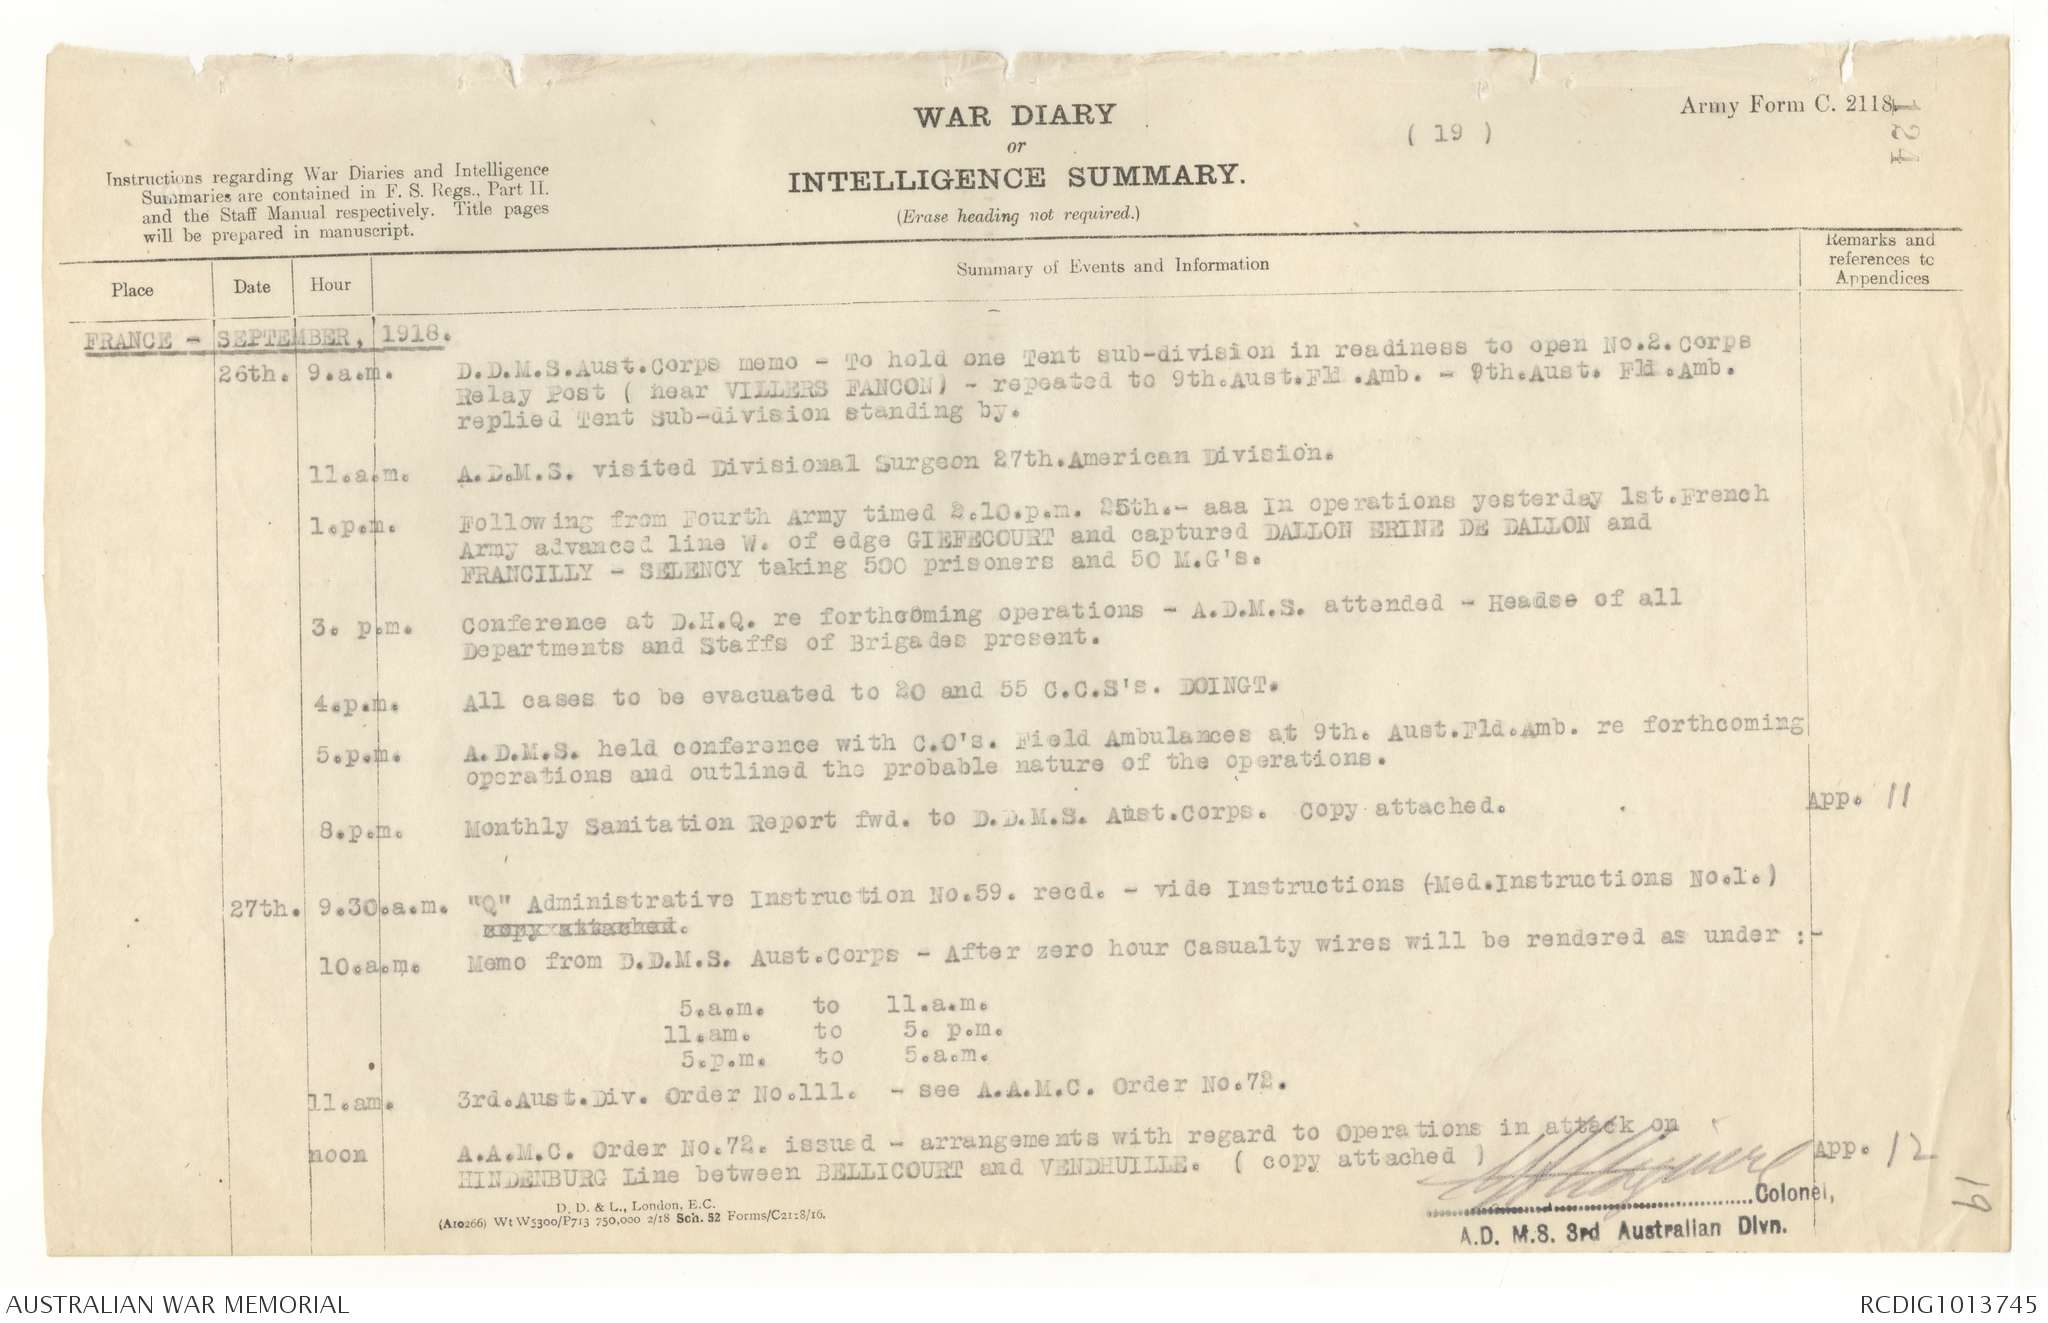 WAR DIARY
or
INTELLIGENCE SUMMARY.
(Erase heading not required.)
( 19 )
Army Form C. 2118.
121
Instructions regarding War Diaries and Intelligence
Summaries are contained in F. S. Regs., Part II.
and the Staff Manual respectively. Title pages
will be prepared in manuscript.
Place
Date
Hour
Summary of Events and Information
Remarks and
references to
Appendices
FRANCE - SEPTEMBER, 1918.
26th. 9.a.m. D.D.M.S.Aust.Corps memo - To hold one Tent sub-division in readiness to open No.2.Corps
Relay Post ( near VILLERS FANCON) - repeated to 9th.Aust.Fld.Amb. - 9th.Aust. Fld.Amb.
replied Tent Sub-division standing by.
11.a.m. A.D.M.S. visited Divisional Surgeon 27th.American Division.
1.p.m. Following from Fourth Army timed 2.10.p.m. 25th.- aaa In operations yesterday 1st.French
Army advanced line W. of edge GIEFECOURT and captured DALLON ERINE DE DALLON and
FRANCILLY - SELENCY taking 500 prisoners and 50 M.G's.
3. p.m. Conference at D.H.Q. re forthcoming operations - A.D.M.S. attended - Headse of all
Departments and Staffs of Brigades present.
4.p.m. All cases to be evacuated to 20 and 55 C.C.S's. DOINGT.
5.p.m. A.D.M.S. held conference with C.O's. Field Ambulances at 9th. Aust.Fld.Amb. re forthcoming
operations and outlined the probable nature of the operations.
8.p.m. Monthly Sanitation Report fwd. to D.D.M.S. Aust.Corps. Copy attached. App. 11
27th. 9.30.a.m. "Q" Administrative Instruction No.59. recd. - vide Instructions (Med.Instructions No.1.)
copy attached.
10.a.m. Memo from D.D.M.S. Aust.Corps - After zero hour Casualty wires will be rendered as under :-
5.a.m. to 11.a.m.
11.am. to 5. p.m.
5.p.m. to 5.a.m.
11.am. 3rd.Aust.Div. Order No.111. - see A.A.M.C. Order No.72.
noon A.A.M.C. Order No.72. issued - arrangements with regard to Operations in attack on
HINDENBURG Line between BELLICOURT and VENDHUILLE. ( copy attached ) App. 12
Colonel,
A.D. M.S. 3rd Australian Divn.
19
D. D. & L., London, E.C.
(A10266) Wt W5300/P713 750,000 2/18 Sch. 52 Forms/C2118/16.
AUSTRALIAN WAR MEMORIAL
RCDIG1013745